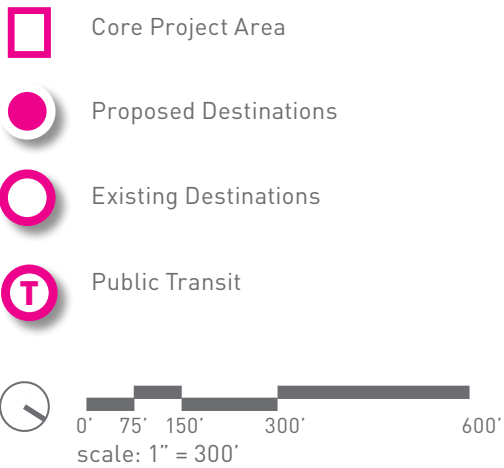 Core Project Area
Proposed Destinations
Existing Destinations
T
Public Transit
0’ 75’ 150’ 300’ 600’
scale: 1” = 300’